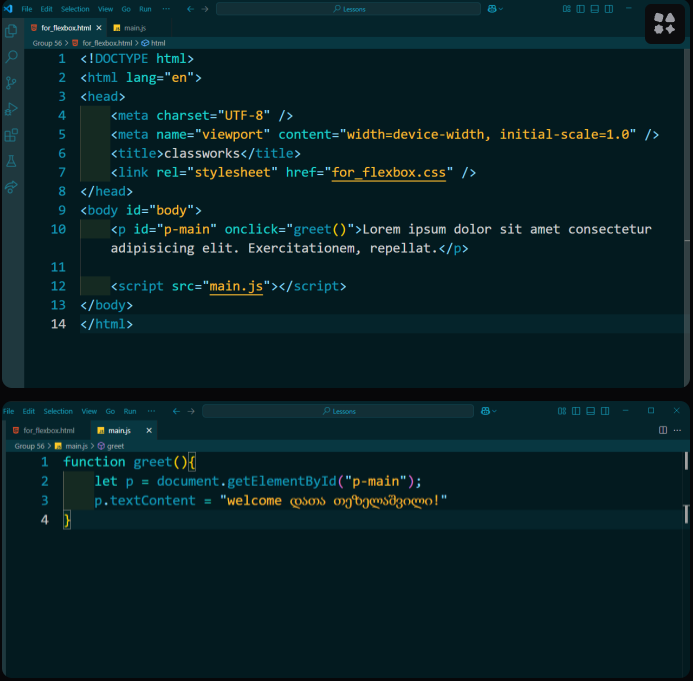 File Edit Selection View Go Run ··· Lessons
for_flexbox.html main.js
Group 56 > for_flexbox.html > html
1 <!DOCTYPE html>
2 <html lang="en">
3 <head>
4 <meta charset="UTF-8" />
5 <meta name="viewport" content="width=device-width, initial-scale=1.0" />
6 <title>classworks</title>
7 <link rel="stylesheet" href="for_flexbox.css" />
8 </head>
9 <body id="body">
10 <p id="p-main" onclick="greet()">Lorem ipsum dolor sit amet consectetur
adipisicing elit. Exercitationem, repellat.</p>
11
12 <script src="main.js"></script>
13 </body>
14 </html>
File Edit Selection View Go Run ··· Lessons
for_flexbox.html main.js
Group 56 > main.js > greet
1 function greet(){
2 let p = document.getElementById("p-main");
3 p.textContent = "welcome დათა თეზელაშვილი!"
4 }